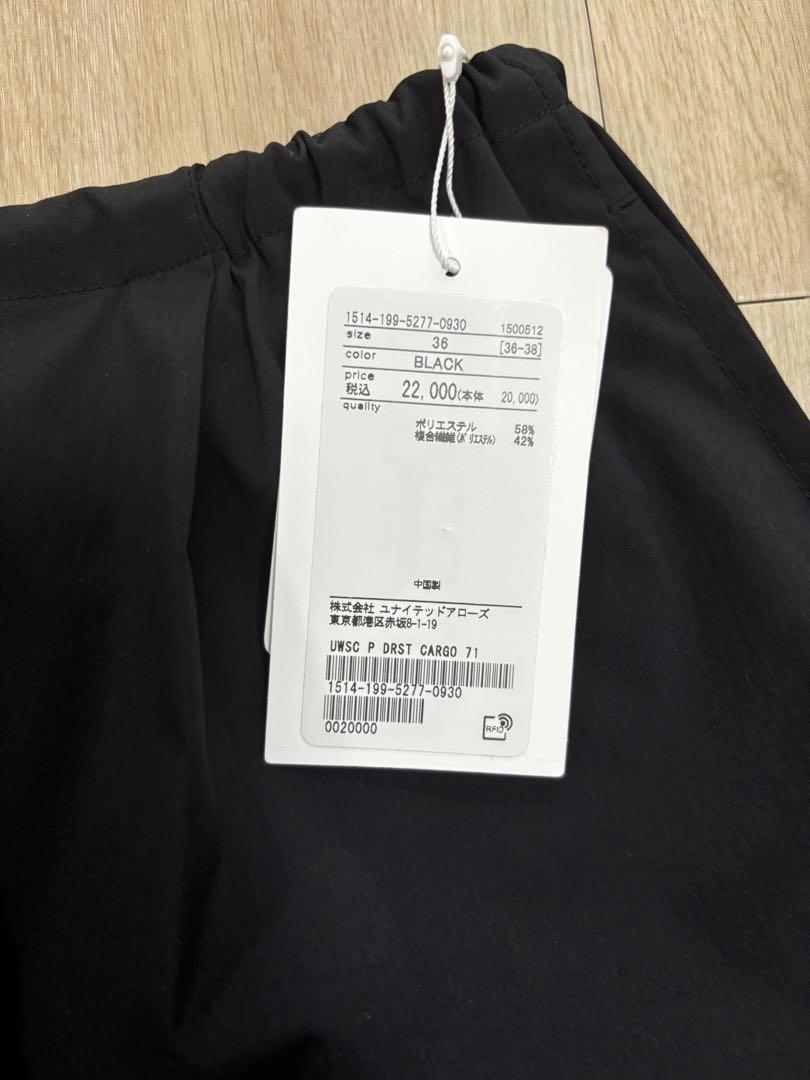 1514-199-5277-0930 1500512
size 36 [36-38]
color BLACK
price
税込 22,000(本体 20,000)
quality
ポリエステル 58%
複合繊維(ポリエステル) 42%
中国製
株式会社 ユナイテッドアローズ
東京都港区赤坂8-1-19
UWSC P DRST CARGO 71
1514-199-5277-0930
0020000
RFID